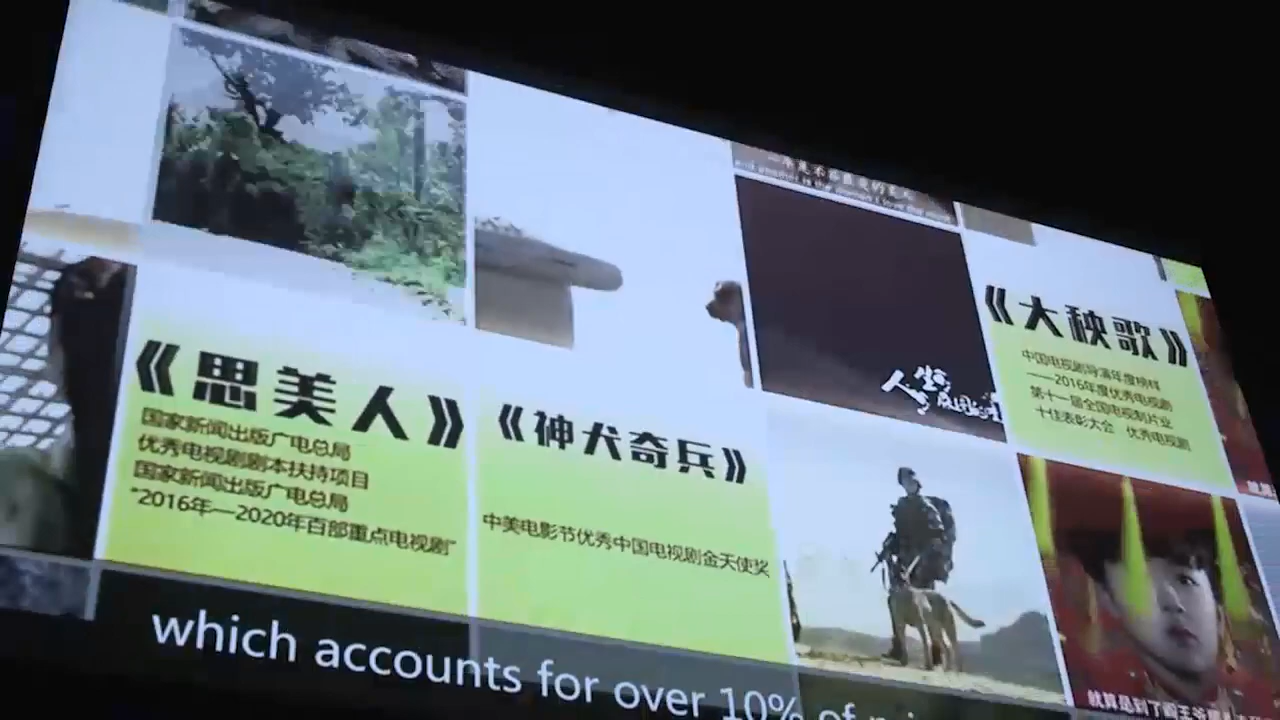 《思美人》
国家新闻出版广电总局
优秀电视剧剧本扶持项目
国家新闻出版广电总局
“2016年—2020年百部重点电视剧”
《神犬奇兵》
中美电影节优秀中国电视剧金天使奖
《大秧歌》
中国电视剧导演年度榜样
——2016年度优秀电视剧
第十一届全国电视制片业
十佳表彰大会 优秀电视剧
which accounts for over 10% of